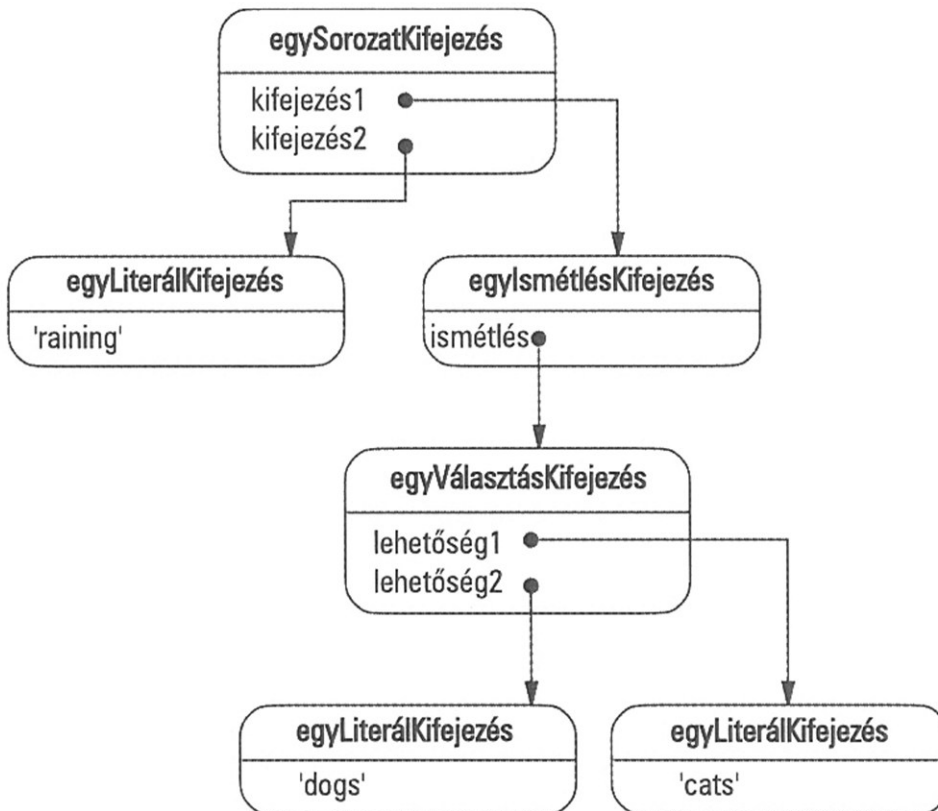 egySorozatKifejezés
kifejezés1
kifejezés2
egyLiterálKifejezés
'raining'
egyIsmétlésKifejezés
ismétlés
egyVálasztásKifejezés
lehetőség1
lehetőség2
egyLiterálKifejezés
'dogs'
egyLiterálKifejezés
'cats'